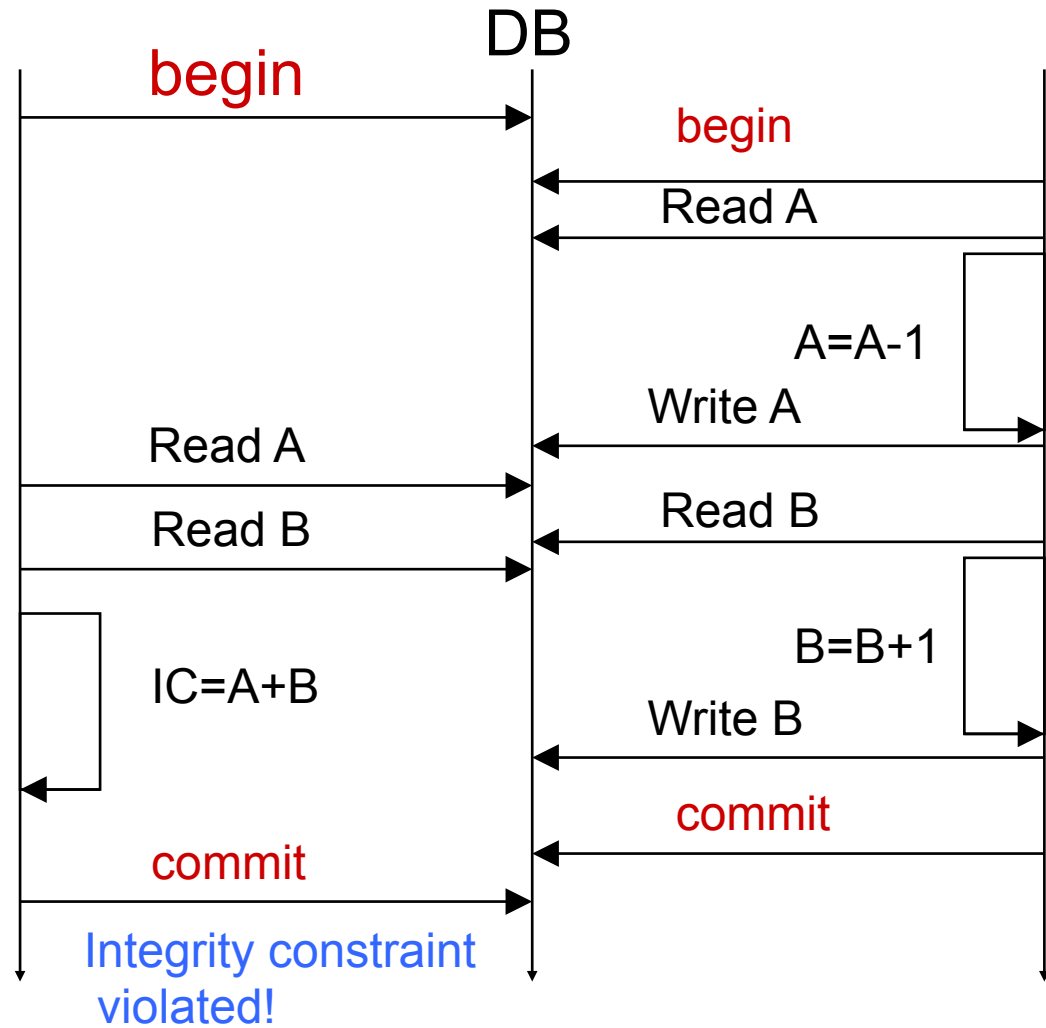 DB
begin
begin
Read A
A=A-1
Write A
Read A
Read B
Read B
B=B+1
IC=A+B
Write B
commit
commit
Integrity constraint
violated!